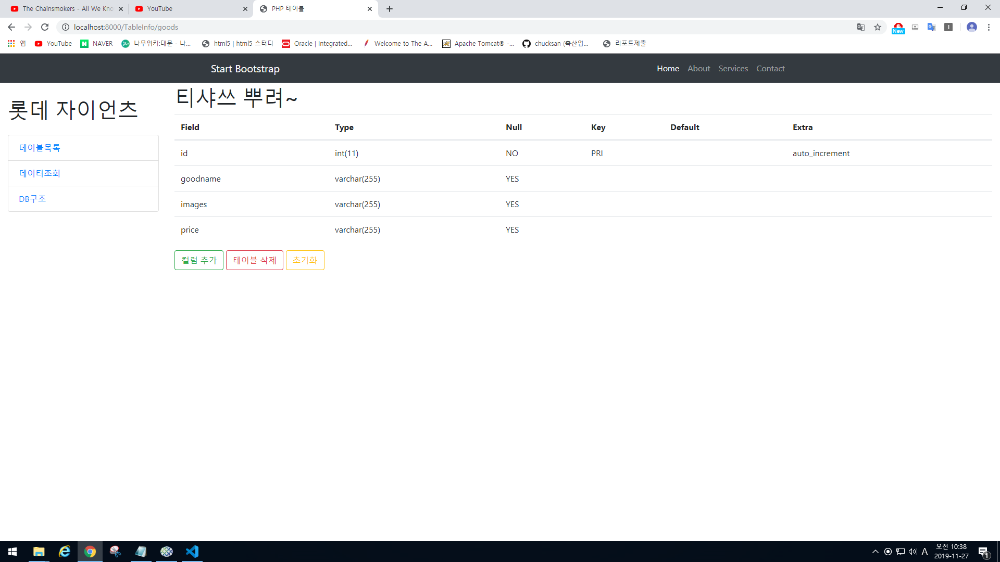 The Chainsmokers - All We Kno
YouTube
PHP 테이블
localhost:8000/TableInfo/goods
New
앱
YouTube
NAVER
나무위키:대문 - 나...
html5 | html5 스터디
Oracle | Integrated...
Welcome to The A...
Apache Tomcat® -...
chucksan (축산업...
리포트제출
Start Bootstrap
Home About Services Contact
롯데 자이언츠
테이블목록
데이터조회
DB구조
티샤쓰 뿌려~
Field Type Null Key Default Extra
id int(11) NO PRI auto_increment
goodname varchar(255) YES
images varchar(255) YES
price varchar(255) YES
컬럼 추가 테이블 삭제 초기화
A
오전 10:38
2019-11-27
1